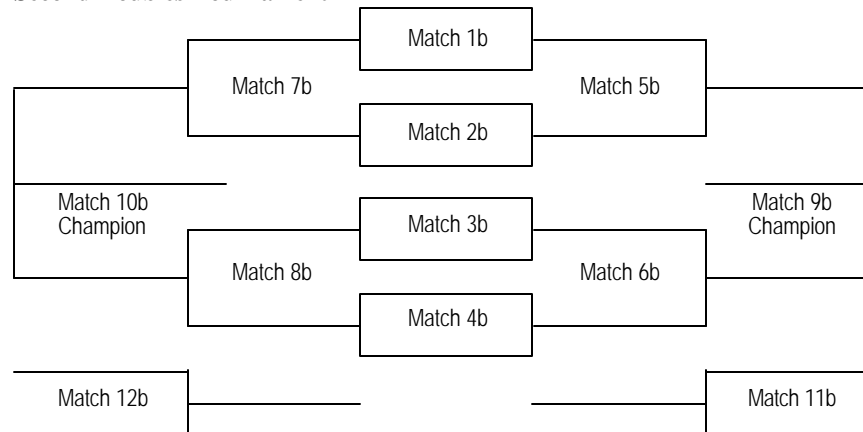 Match 1b
Match 7b
Match 5b
Match 2b
Match 10b
Champion
Match 9b
Champion
Match 3b
Match 8b
Match 6b
Match 4b
Match 12b
Match 11b